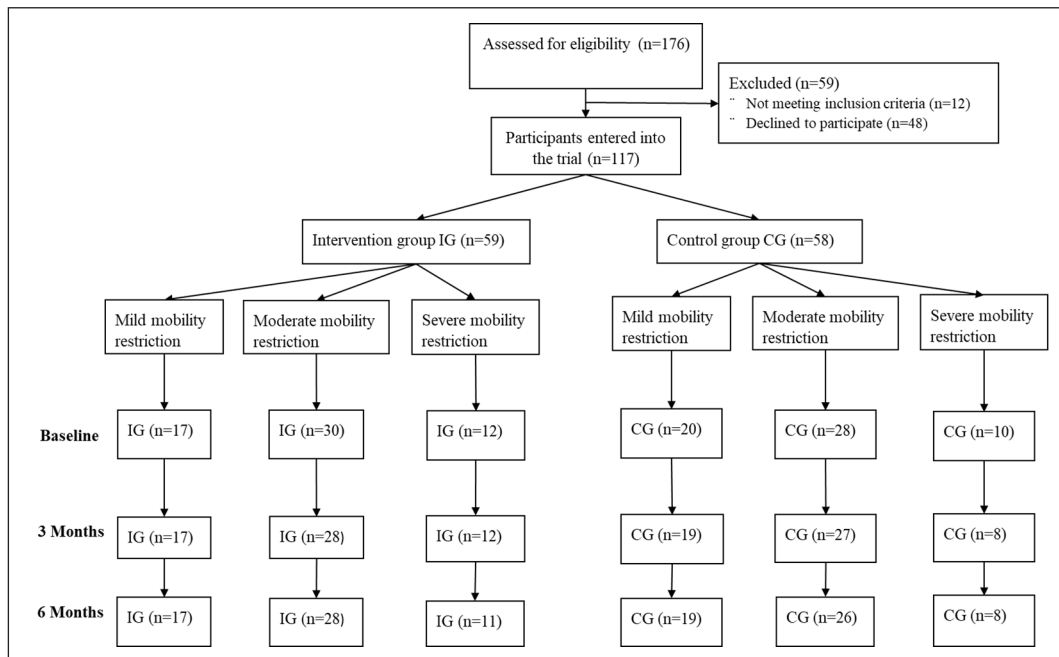 Assessed for eligibility (n=176)
Excluded (n=59)
¨ Not meeting inclusion criteria (n=12)
¨ Declined to participate (n=48)
Participants entered into
the trial (n=117)
Intervention group IG (n=59)
Control group CG (n=58)
Mild mobility
restriction
Moderate mobility
restriction
Severe mobility
restriction
Mild mobility
restriction
Moderate mobility
restriction
Severe mobility
restriction
Baseline
IG (n=17)
IG (n=30)
IG (n=12)
CG (n=20)
CG (n=28)
CG (n=10)
3 Months
IG (n=17)
IG (n=28)
IG (n=12)
CG (n=19)
CG (n=27)
CG (n=8)
6 Months
IG (n=17)
IG (n=28)
IG (n=11)
CG (n=19)
CG (n=26)
CG (n=8)